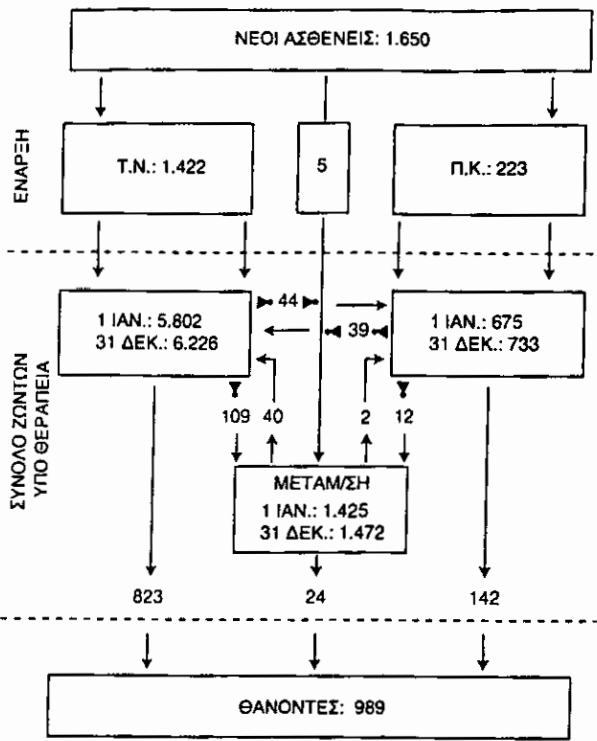 ΝΕΟΙ ΑΣΘΕΝΕΙΣ: 1.650
ΕΝΑΡΞΗ
Τ.Ν.: 1.422
5
Π.Κ.: 223
ΣΥΝΟΛΟ ΖΩΝΤΩΝ
ΥΠΟ ΘΕΡΑΠΕΙΑ
1 ΙΑΝ.: 5.802
31 ΔΕΚ.: 6.226
44
39
1 ΙΑΝ.: 675
31 ΔΕΚ.: 733
109 40
2 12
ΜΕΤΑΜ/ΣΗ
1 ΙΑΝ.: 1.425
31 ΔΕΚ.: 1.472
823
24
142
ΘΑΝΟΝΤΕΣ: 989